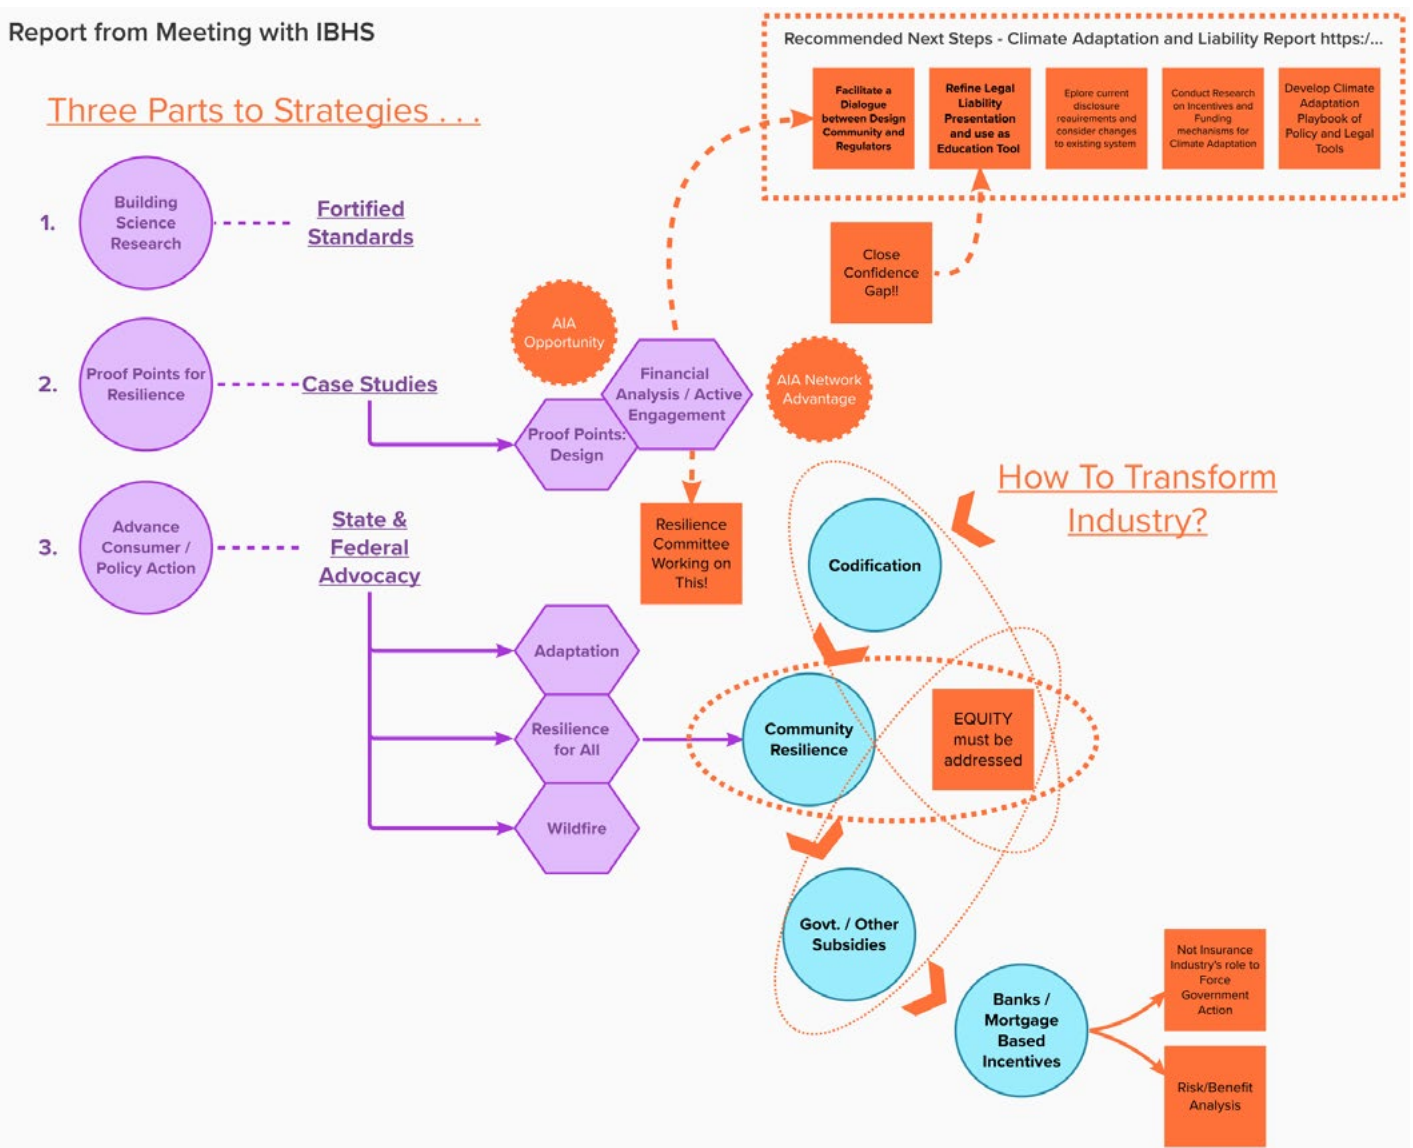 Report from Meeting with IBHS
Recommended Next Steps - Climate Adaptation and Liability Report https:/...
Facilitate a
Dialogue
between Design
Community and
Regulators
Refine Legal
Liability
Presentation
and use as
Education Tool
Eplore current
disclosure
reauirements and
consider changes
to existing system
Conduct Research
on Incentives and
Funding
mechanisms for
Climate Adaptation
Develop Climate
Adaptation
Playbook of
Policy and Legal
Tools
Close
Confidence
Gap!!
Three Parts to Strategies . . .
1.
Building
Science
Research
Fortified
Standards
2.
Proof Points for
Resilience
Case Studies
AIA
Opportunity
Financial
Analysis / Active
Engagement
AIA Network
Advantage
Proof Points:
Design
Resilience
Committee
Working on
This!
3.
Advance
Consumer /
Policy Action
State &
Federal
Advocacy
Adaptation
Resilience
for All
Wildfire
How To Transform
Industry?
Codification
Community
Resilience
EQUITY
must be
addressed
Govt. / Other
Subsidies
Banks /
Mortgage
Based
Incentives
Not Insurance
Industry's role to
Force
Government
Action
Risk/Benefit
Analysis